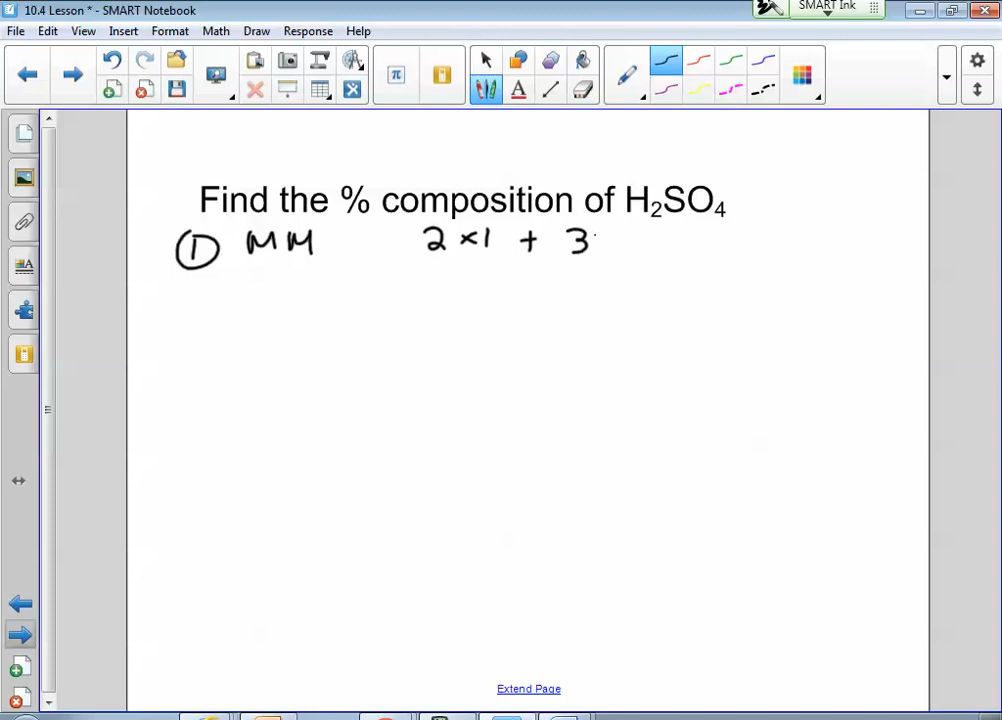 10.4 Lesson * - SMART Notebook
SMART Ink
File Edit View Insert Format Math Draw Response Help
π
A
Find the % composition of H₂SO₄
① MM 2 × 1 + 3
Extend Page